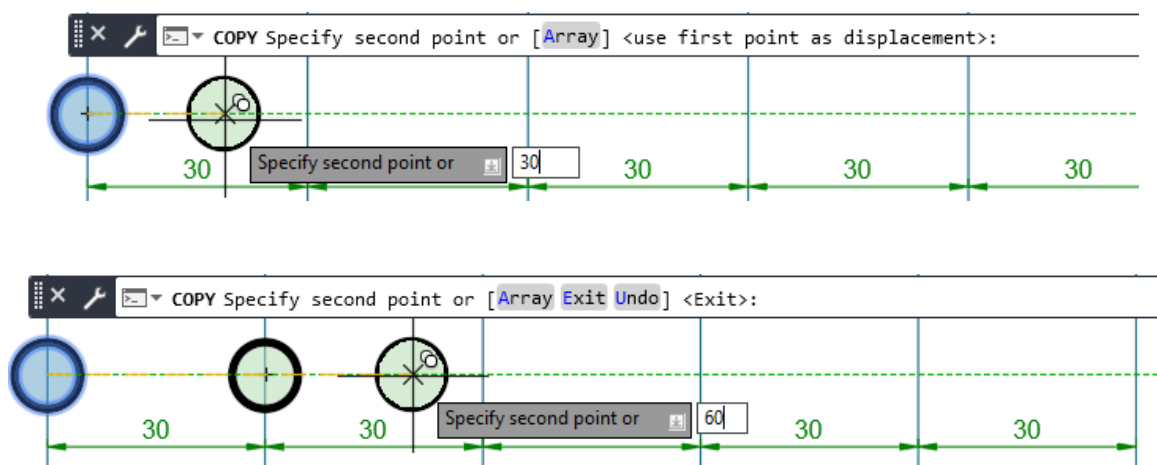 COPY Specify second point or [Array] <use first point as displacement>:
Specify second point or 30
30 30 30 30
COPY Specify second point or [Array Exit Undo] <Exit>:
Specify second point or 60
30 30 30 30